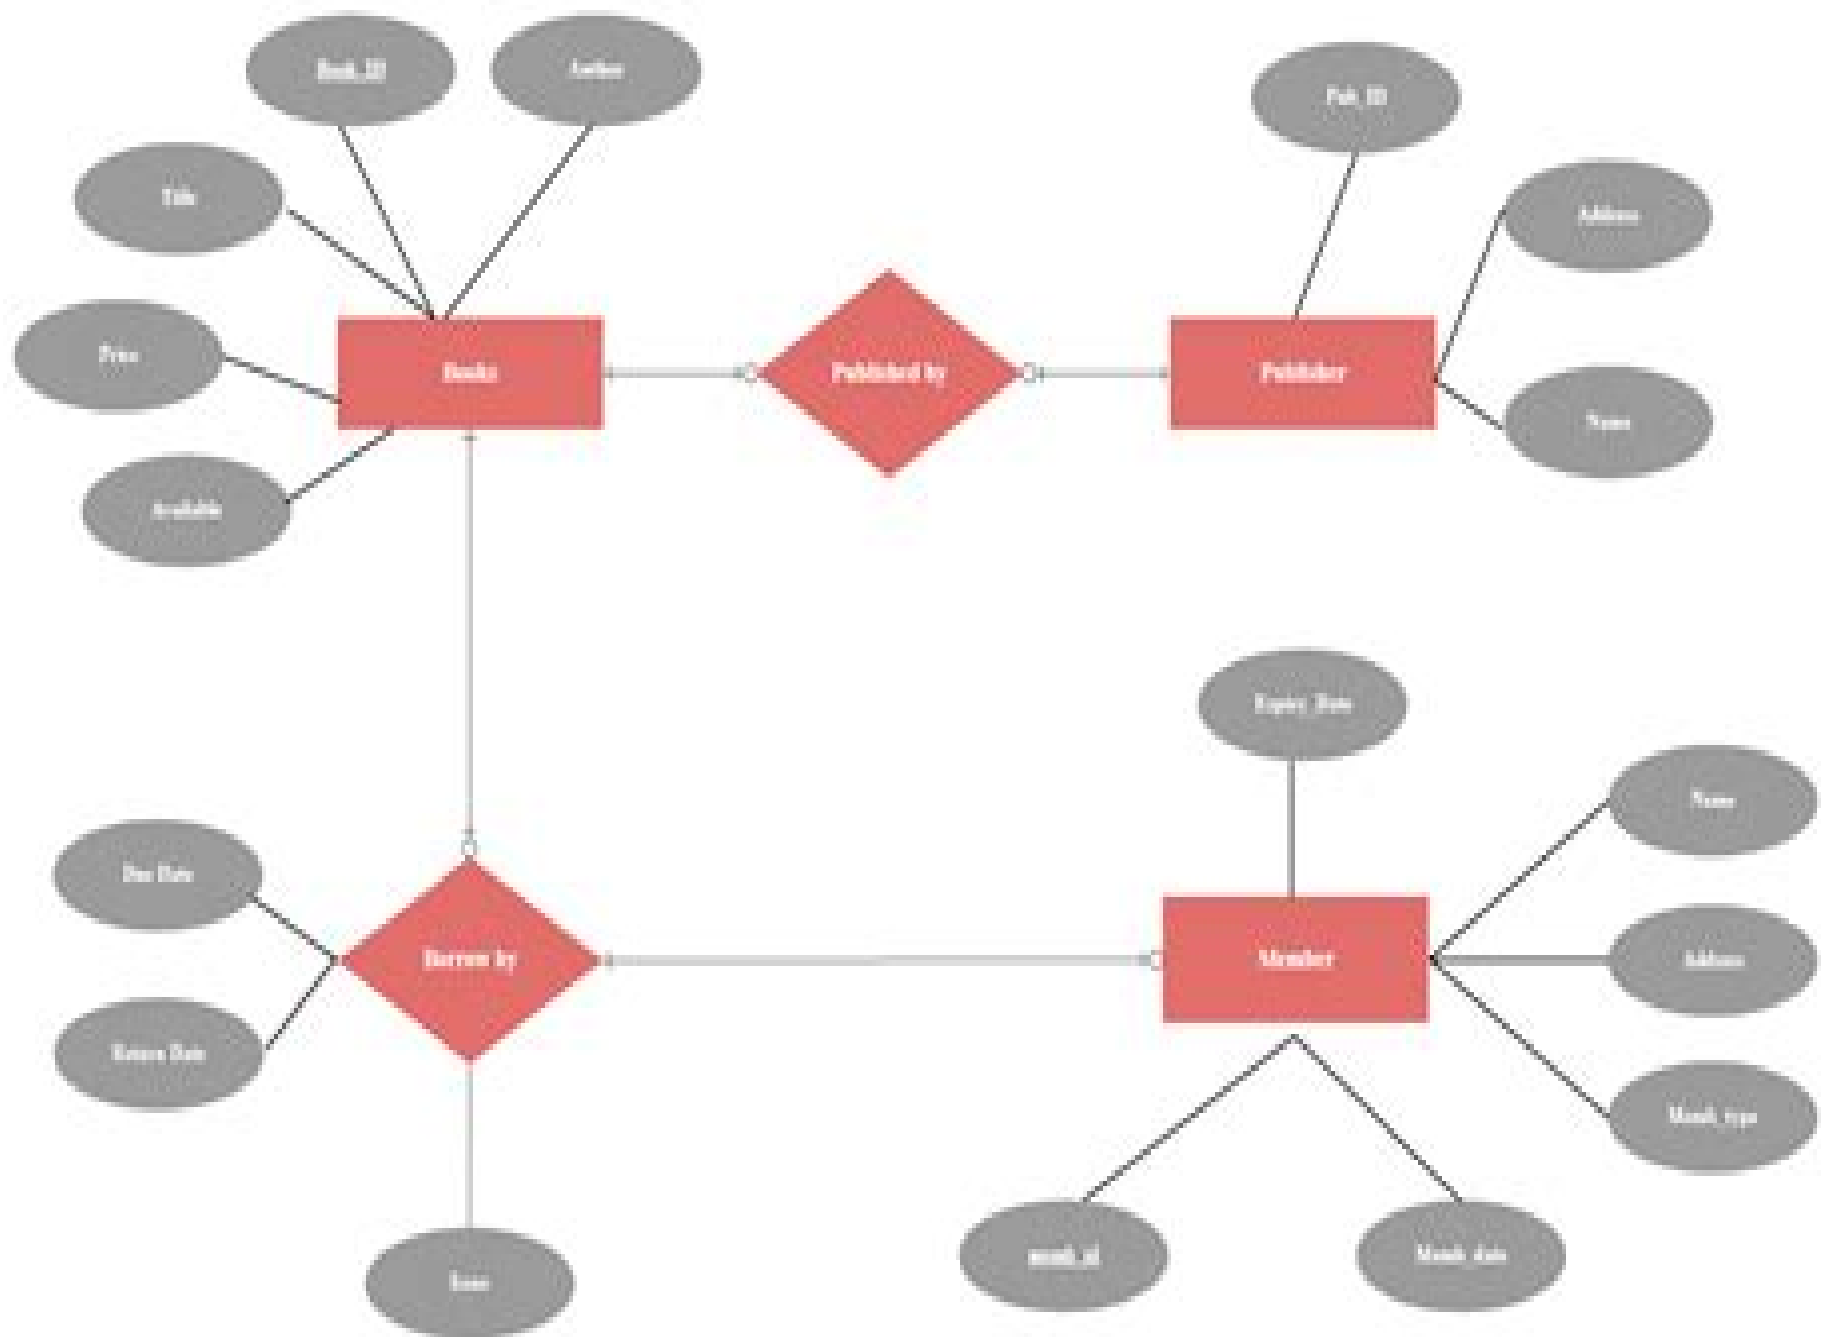 Book_ID
Author
Pub_ID
Title
Address
Price
Books
Published by
Publisher
Name
Available
Expiry_Date
Name
Due Date
Borrow by
Member
Address
Return Date
Memb_type
Memb_date
Issue